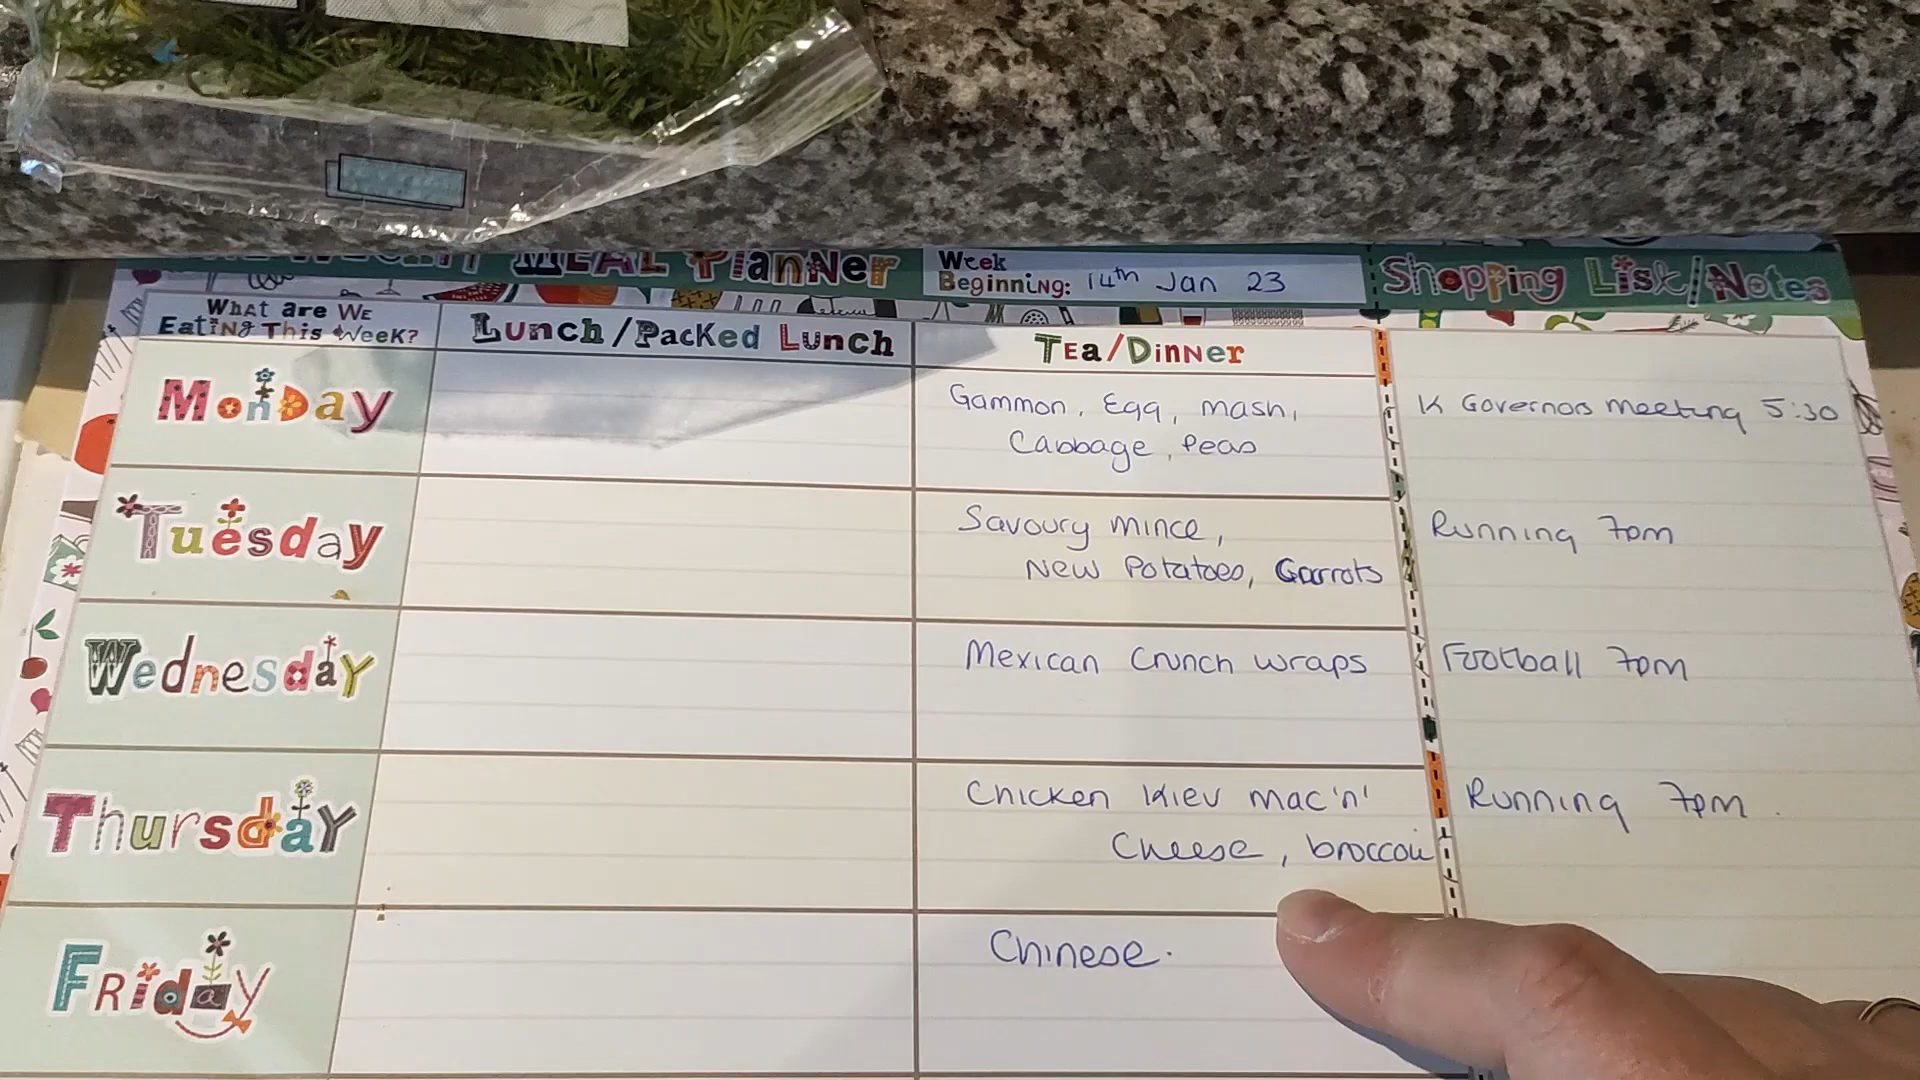 Weekly Meal Planner
Week
Beginning: 14th Jan 23
Shopping List/Notes
What are we
Eating This Week?
Lunch/Packed Lunch
Tea/Dinner
Monday
Gammon, Egg, mash,
Cabbage, Peas
K Governors meeting 5:30
Tuesday
Savoury mince,
New Potatoes, Carrots
Running 7pm
Wednesday
Mexican Crunch wraps
Football 7pm
Thursday
Chicken Kiev mac'n'
Cheese, broccoli
Running 7pm.
Friday
Chinese.